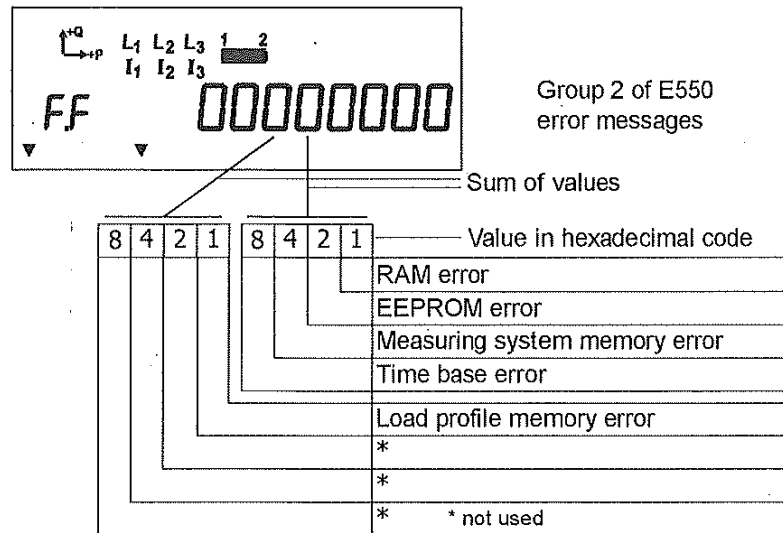 +Q
+P
L1 L2 L3 1 2
I1 I2 I3
F.F 00000000
Group 2 of E550
error messages
Sum of values
8 4 2 1 8 4 2 1 Value in hexadecimal code
RAM error
EEPROM error
Measuring system memory error
Time base error
Load profile memory error
*
*
* * not used